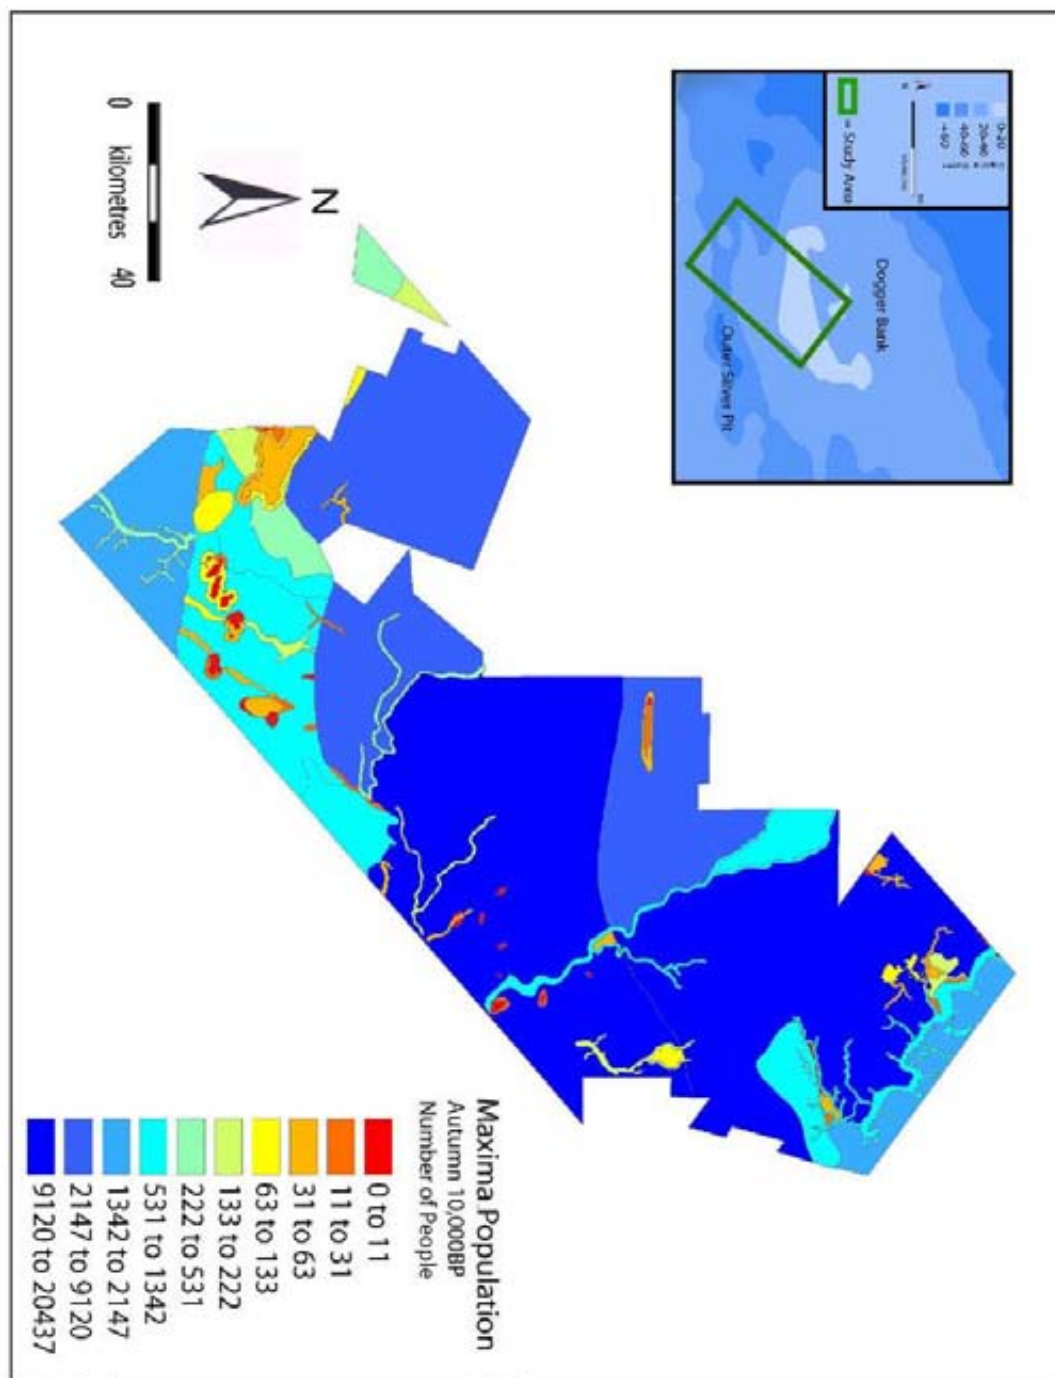 0 kilometres 40
N
Depth (metres)
0-20
20-40
40-60
+60
N
= Study Area
Dogger Bank
Outer Silver Pit
Maxima Population
Autumn 10,000BP
Number of People
0 to 11
11 to 31
31 to 63
63 to 133
133 to 222
222 to 531
531 to 1342
1342 to 2147
2147 to 9120
9120 to 20437